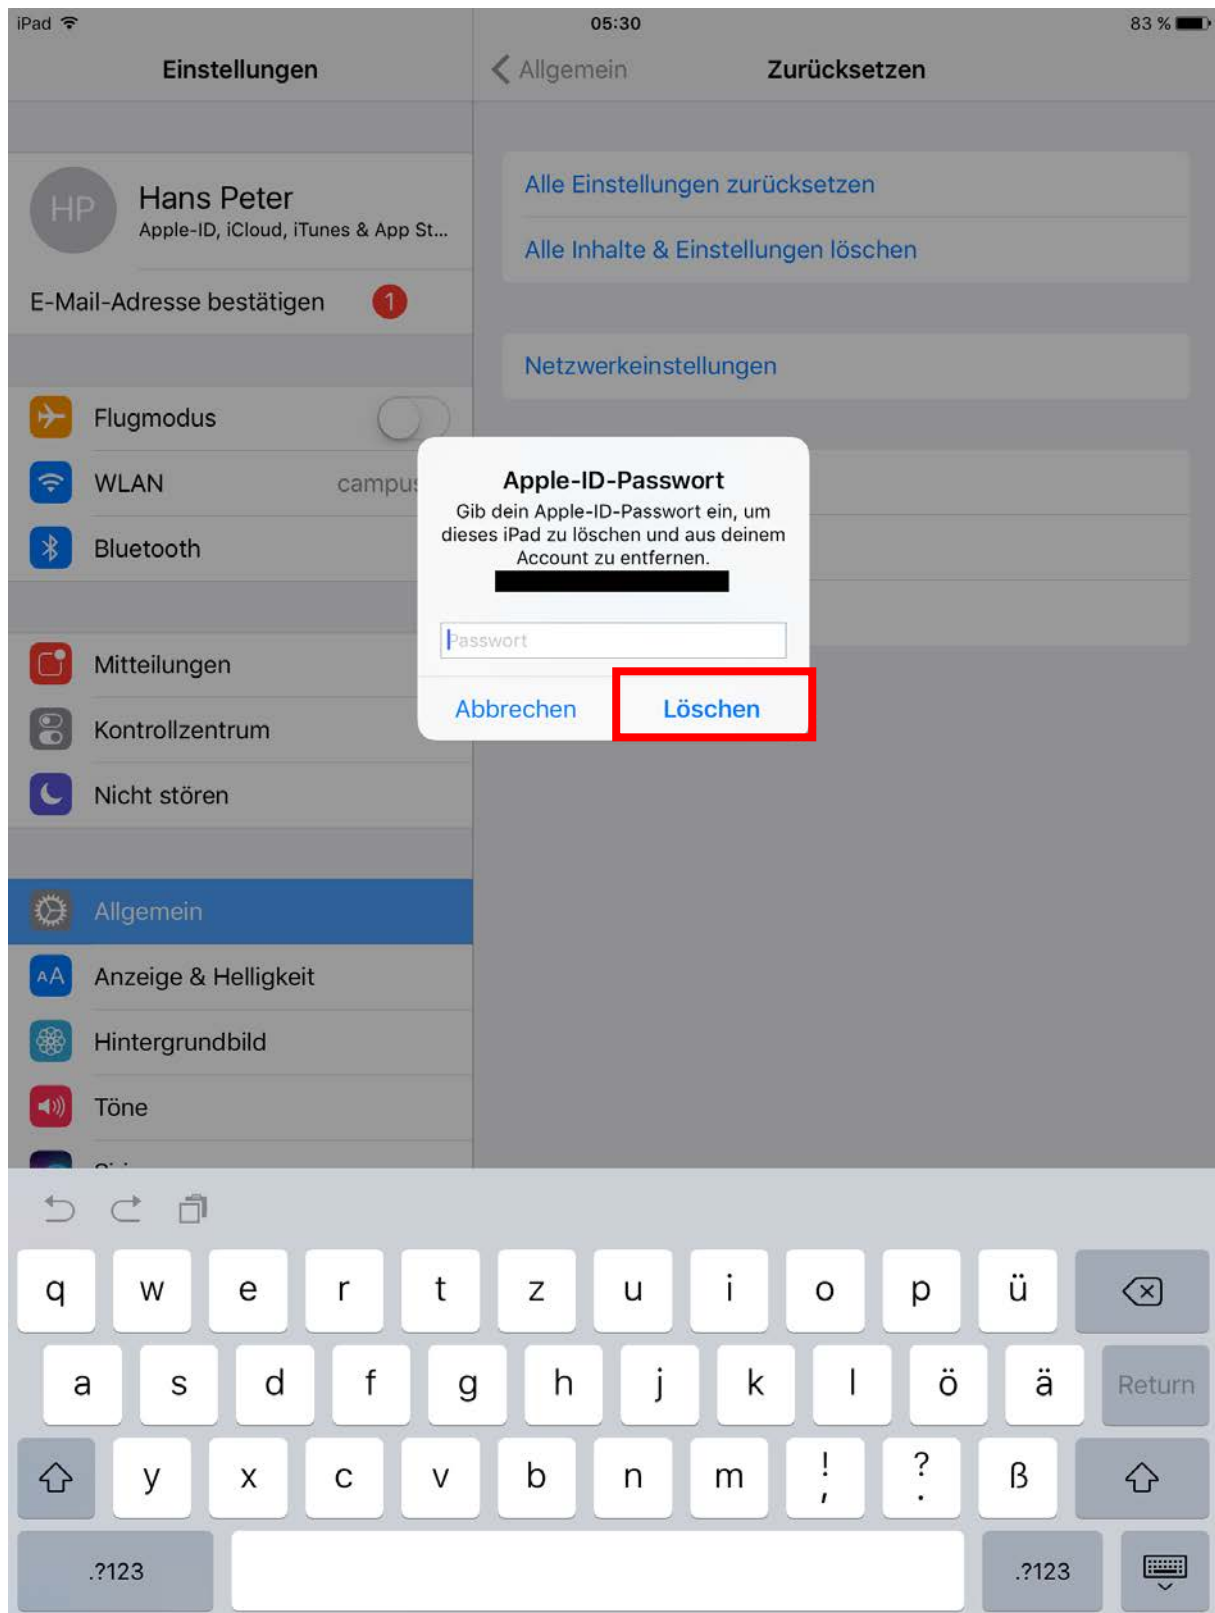 iPad 05:30 83 %
Einstellungen
Allgemein Zurücksetzen
HP
Hans Peter
Apple-ID, iCloud, iTunes & App St...
E-Mail-Adresse bestätigen 1
Alle Einstellungen zurücksetzen
Alle Inhalte & Einstellungen löschen
Netzwerkeinstellungen
Flugmodus
WLAN campus
Bluetooth
Apple-ID-Passwort
Gib dein Apple-ID-Passwort ein, um
dieses iPad zu löschen und aus deinem
Account zu entfernen.
Passwort
Abbrechen Löschen
Mitteilungen
Kontrollzentrum
Nicht stören
Allgemein
AA Anzeige & Helligkeit
Hintergrundbild
Töne
q w e r t z u i o p ü
a s d f g h j k l ö ä Return
y x c v b n m ! , ? . ß
.?123 .?123